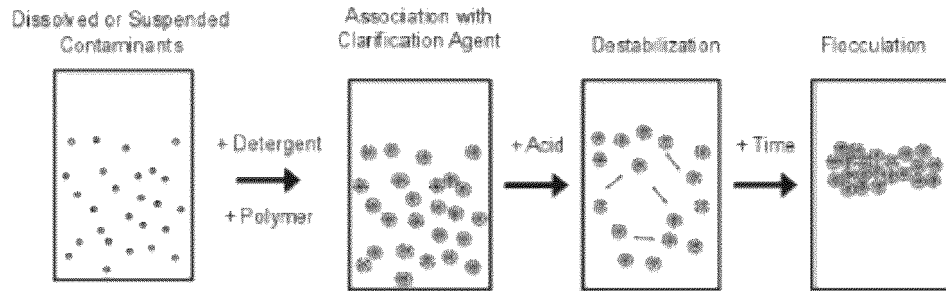 Dissolved or Suspended
Contaminants
+ Detergent
+ Polymer
Association with
Clarification Agent
+ Acid
Destabilization
+ Time
Flocculation